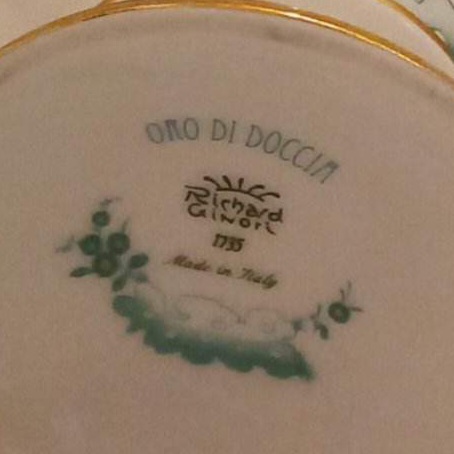 ORO DI DOCCIA
Richard
Ginori
1735
Made in Italy